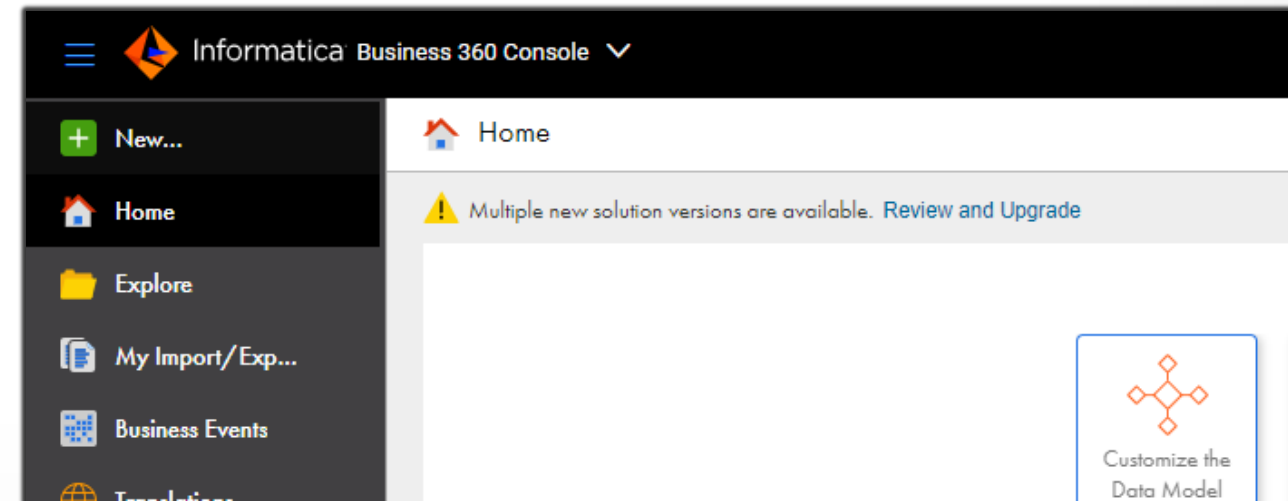 Informatica Business 360 Console
New...
Home
Home
Multiple new solution versions are available. Review and Upgrade
Explore
My Import/Exp...
Business Events
Translations
Customize the
Data Model